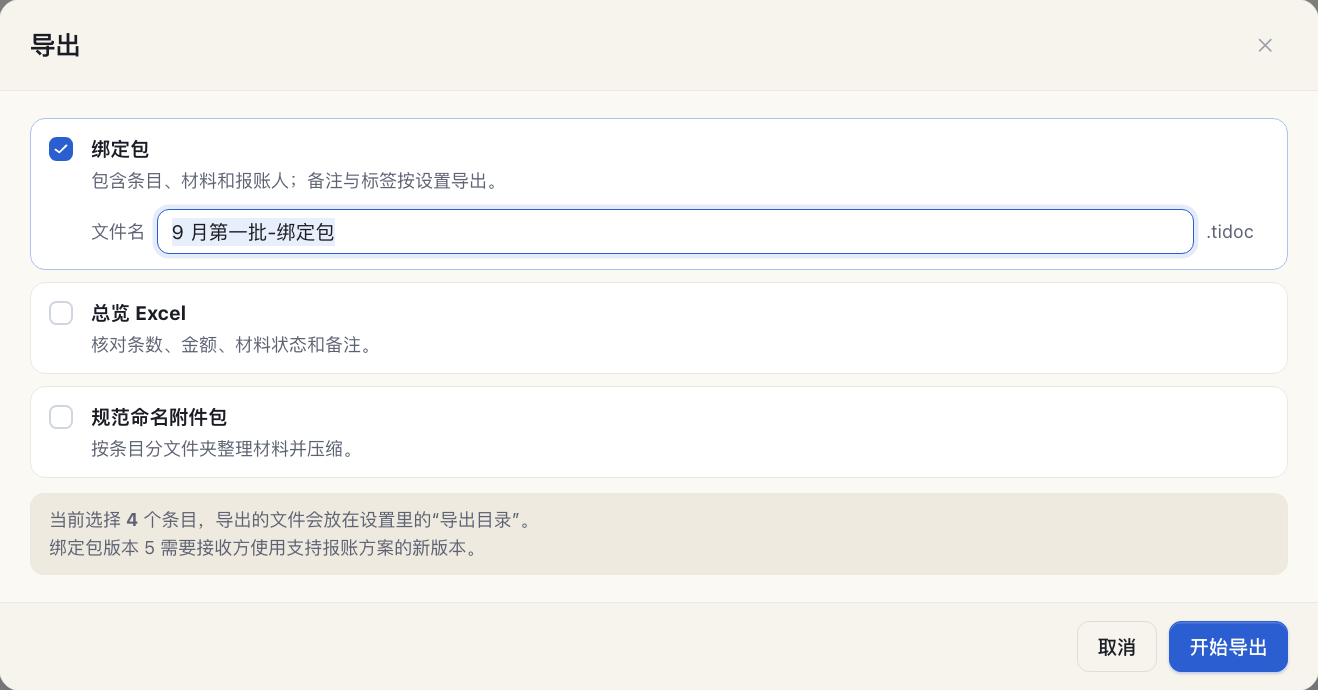 导出
绑定包
包含条目、材料和报账人；备注与标签按设置导出。
文件名 9 月第一批-绑定包 .tidoc
总览 Excel
核对条数、金额、材料状态和备注。
规范命名附件包
按条目分文件夹整理材料并压缩。
当前选择 4 个条目，导出的文件会放在设置里的“导出目录”。
绑定包版本 5 需要接收方使用支持报账方案的新版本。
取消 开始导出